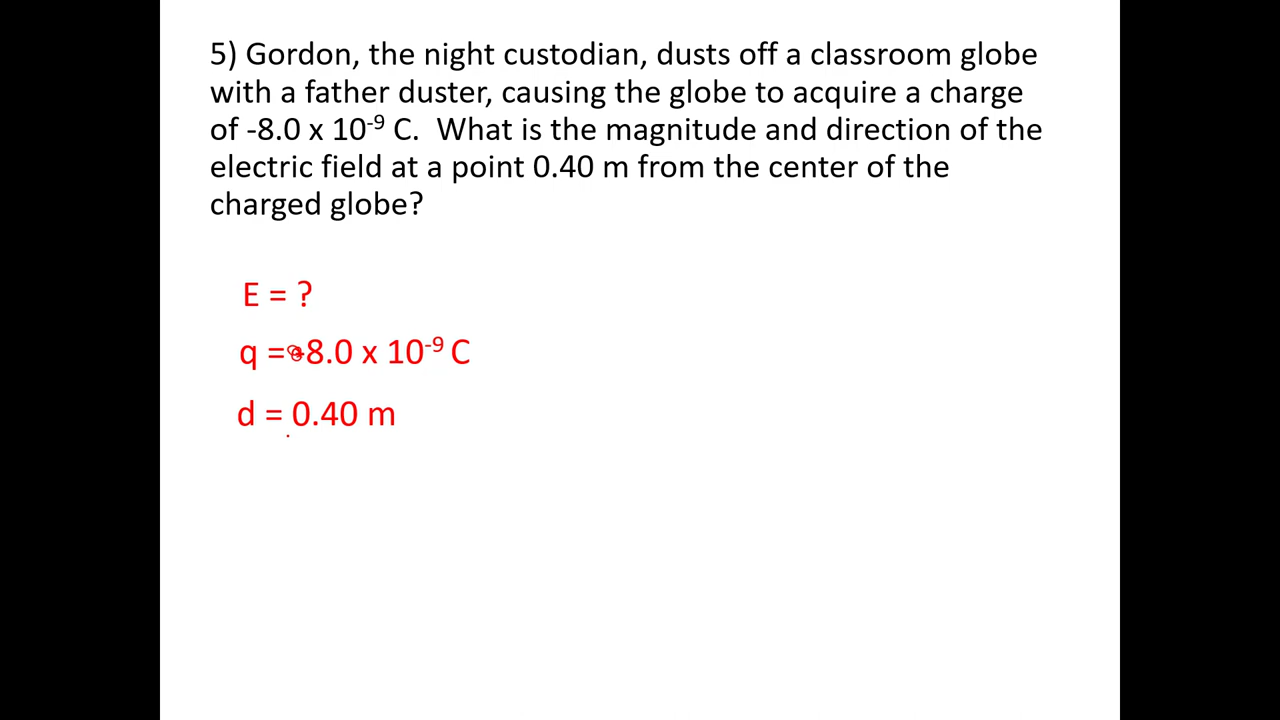 5) Gordon, the night custodian, dusts off a classroom globe
with a father duster, causing the globe to acquire a charge
of -8.0 x 10⁻⁹ C. What is the magnitude and direction of the
electric field at a point 0.40 m from the center of the
charged globe?
E = ?
q = -8.0 x 10⁻⁹ C
d = 0.40 m